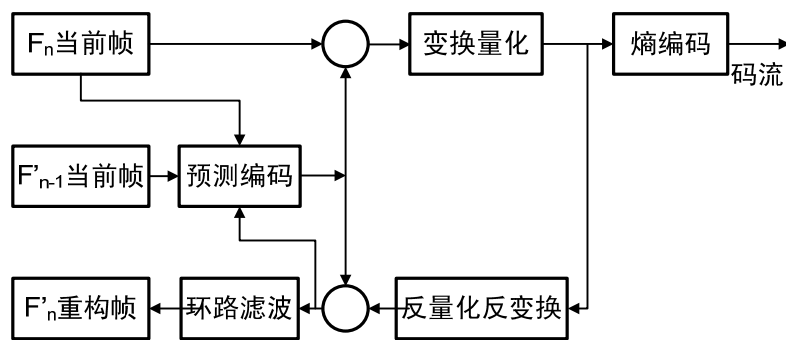 Fn当前帧
变换量化
熵编码
码流
F'n-1当前帧
预测编码
F'n重构帧
环路滤波
反量化反变换